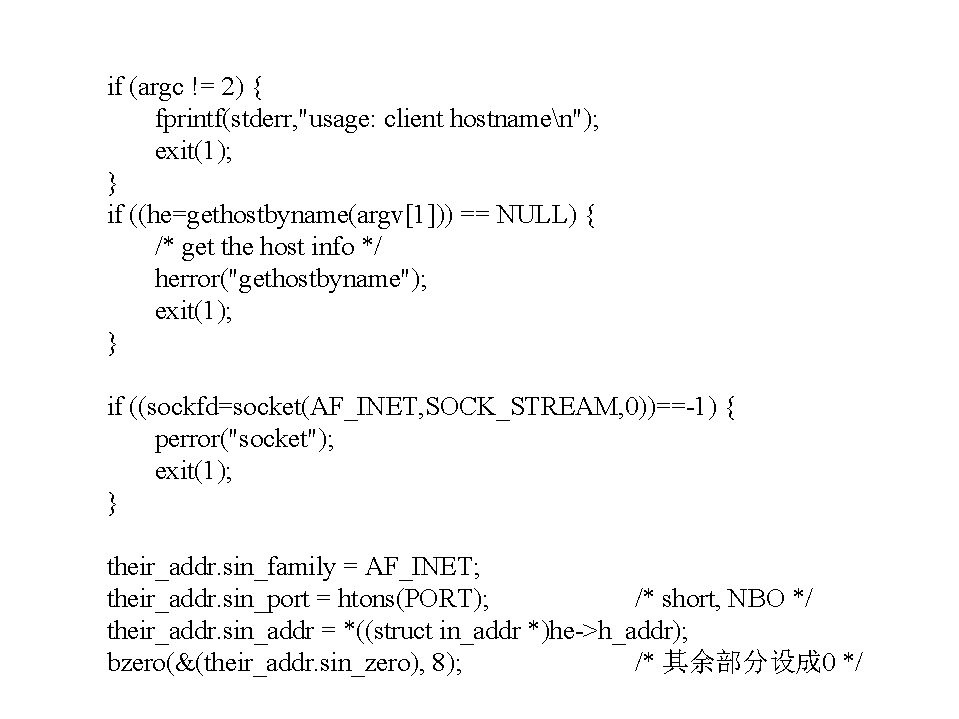 if (argc != 2) {
fprintf(stderr,"usage: client hostname\n");
exit(1);
}
if ((he=gethostbyname(argv[1])) == NULL) {
/* get the host info */
herror("gethostbyname");
exit(1);
}
if ((sockfd=socket(AF_INET,SOCK_STREAM,0))==-1) {
perror("socket");
exit(1);
}
their_addr.sin_family = AF_INET;
their_addr.sin_port = htons(PORT); /* short, NBO */
their_addr.sin_addr = *((struct in_addr *)he->h_addr);
bzero(&(their_addr.sin_zero), 8); /* 其余部分设成0 */